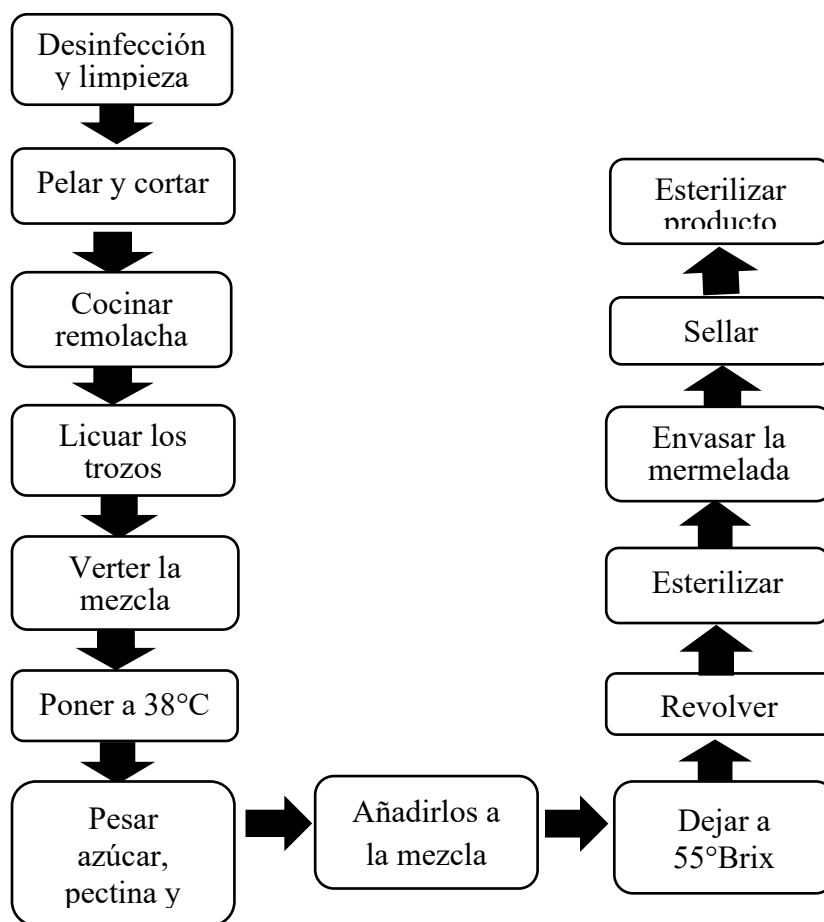 Desinfección
y limpieza
Pelar y cortar
Cocinar
remolacha
Licuar los
trozos
Verter la
mezcla
Poner a 38°C
Pesar
azúcar,
pectina y
Añadirlos a
la mezcla
Dejar a
55°Brix
Revolver
Esterilizar
Envasar la
mermelada
Sellar
Esterilizar
producto